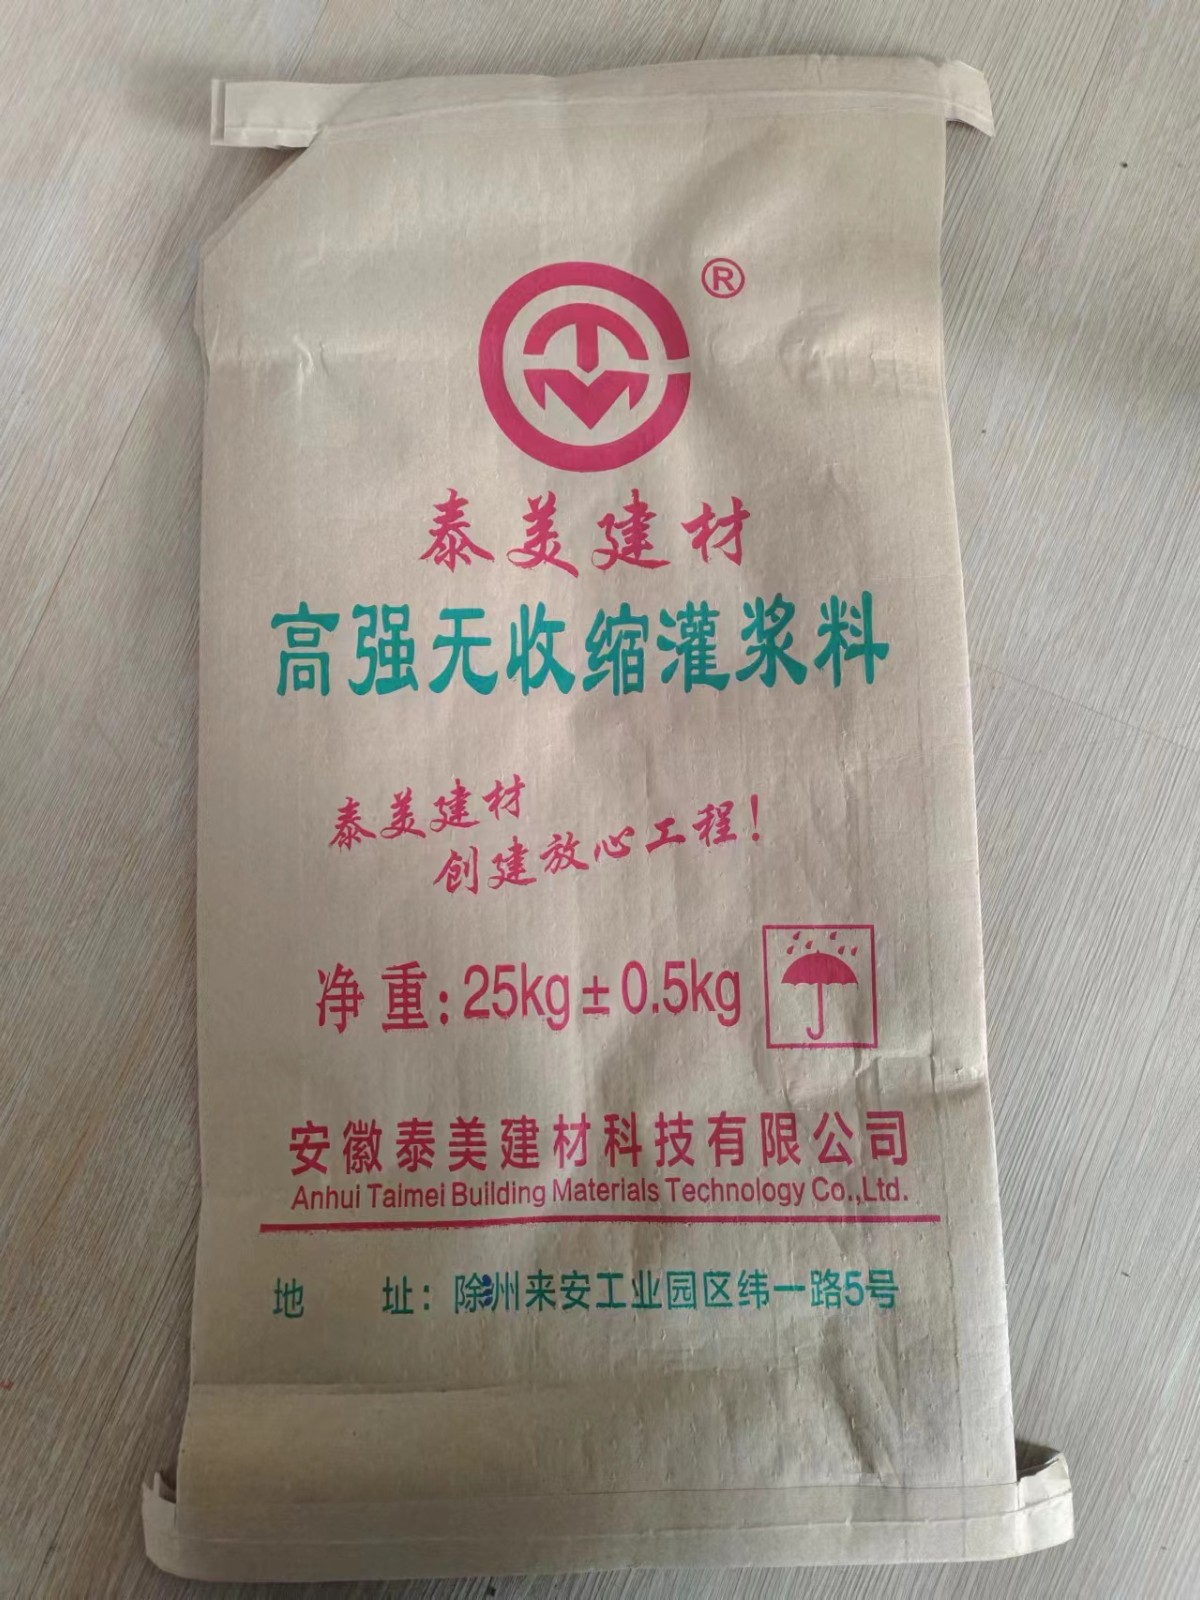 ®
泰美建材
高强无收缩灌浆料
泰美建材
创建放心工程!
净重:25kg±0.5kg
安徽泰美建材科技有限公司
Anhui Taimei Building Materials Technology Co.,Ltd.
地 址:除州来安工业园区纬一路5号